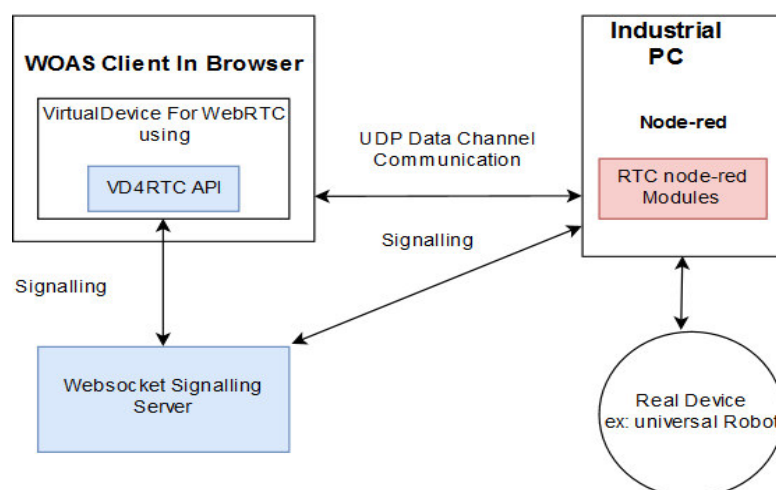 WOAS Client In Browser
VirtualDevice For WebRTC
using
VD4RTC API
Industrial
PC
Node-red
RTC node-red
Modules
UDP Data Channel
Communication
Signalling
Signalling
Websocket Signalling
Server
Real Device
ex: universal Robot